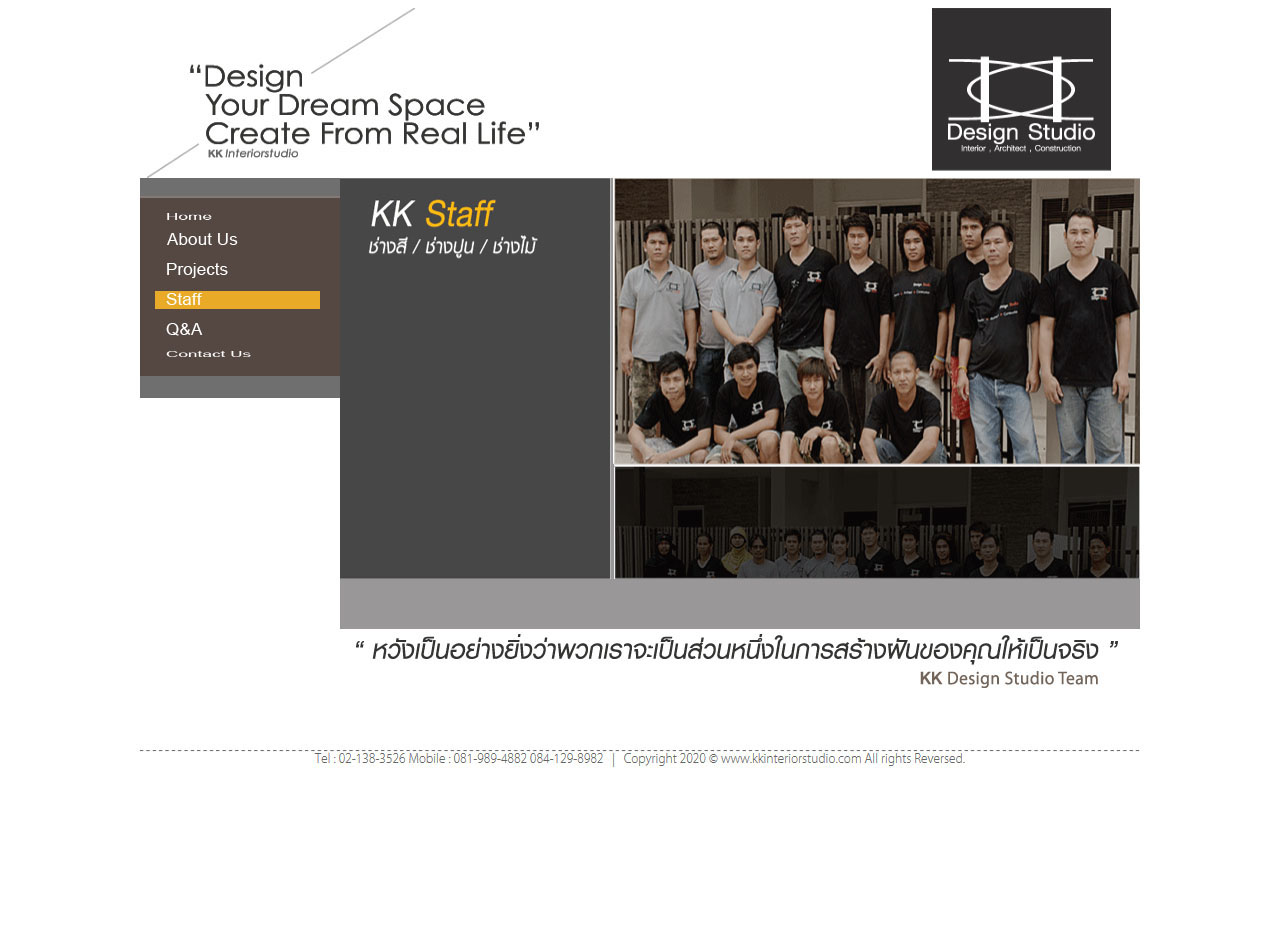 “Design
Your Dream Space
Create From Real Life”
KK Interiorstudio
Design Studio
Interior , Architect , Construction
Home
About Us
Projects
Staff
Q&A
Contact Us
KK Staff
ช่างสี / ช่างปูน / ช่างไม้
“ หวังเป็นอย่างยิ่งว่าพวกเราจะเป็นส่วนหนึ่งในการสร้างฝันของคุณให้เป็นจริง ”
KK Design Studio Team
Tel : 02-138-3526 Mobile : 081-989-4882 084-129-8982 | Copyright 2020 © www.kkinteriorstudio.com All rights Reversed.